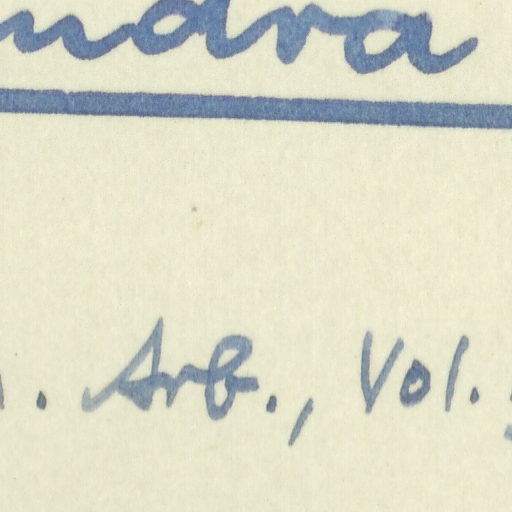 ndra
. Arb., Vol.